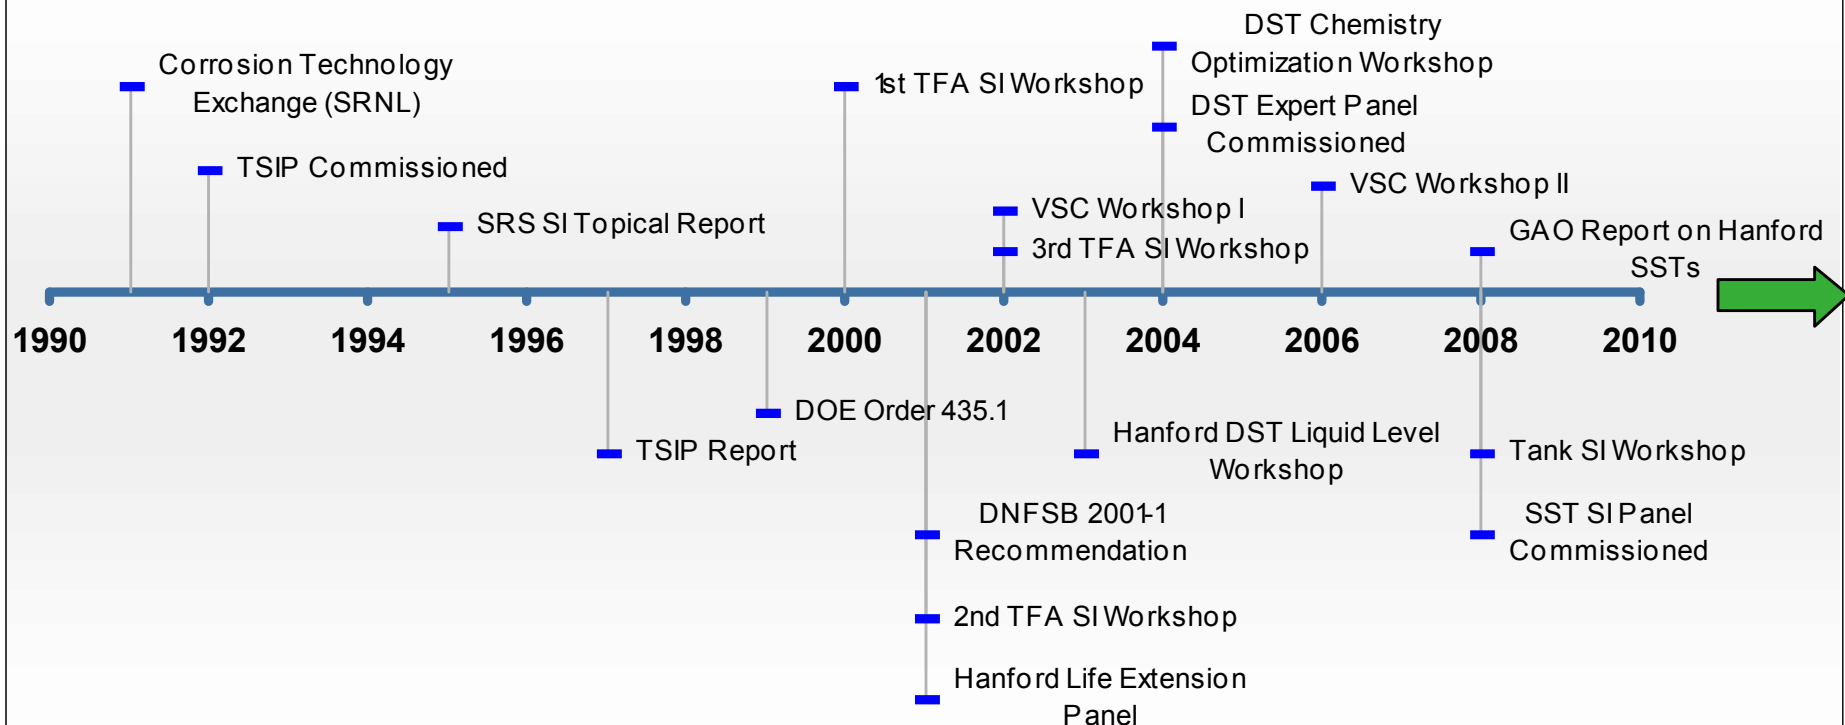 DST Chemistry
Optimization Workshop
Corrosion Technology
Exchange (SRNL)
1st TFA SI Workshop
DST Expert Panel
Commissioned
TSIP Commissioned
VSC Workshop II
SRS SI Topical Report
VSC Workshop I
3rd TFA SI Workshop
GAO Report on Hanford
SSTs
1990 1992 1994 1996 1998 2000 2002 2004 2006 2008 2010
DOE Order 435.1
TSIP Report
Hanford DST Liquid Level
Workshop
Tank SI Workshop
DNFSB 2001-1
Recommendation
SST SI Panel
Commissioned
2nd TFA SI Workshop
Hanford Life Extension
Panel